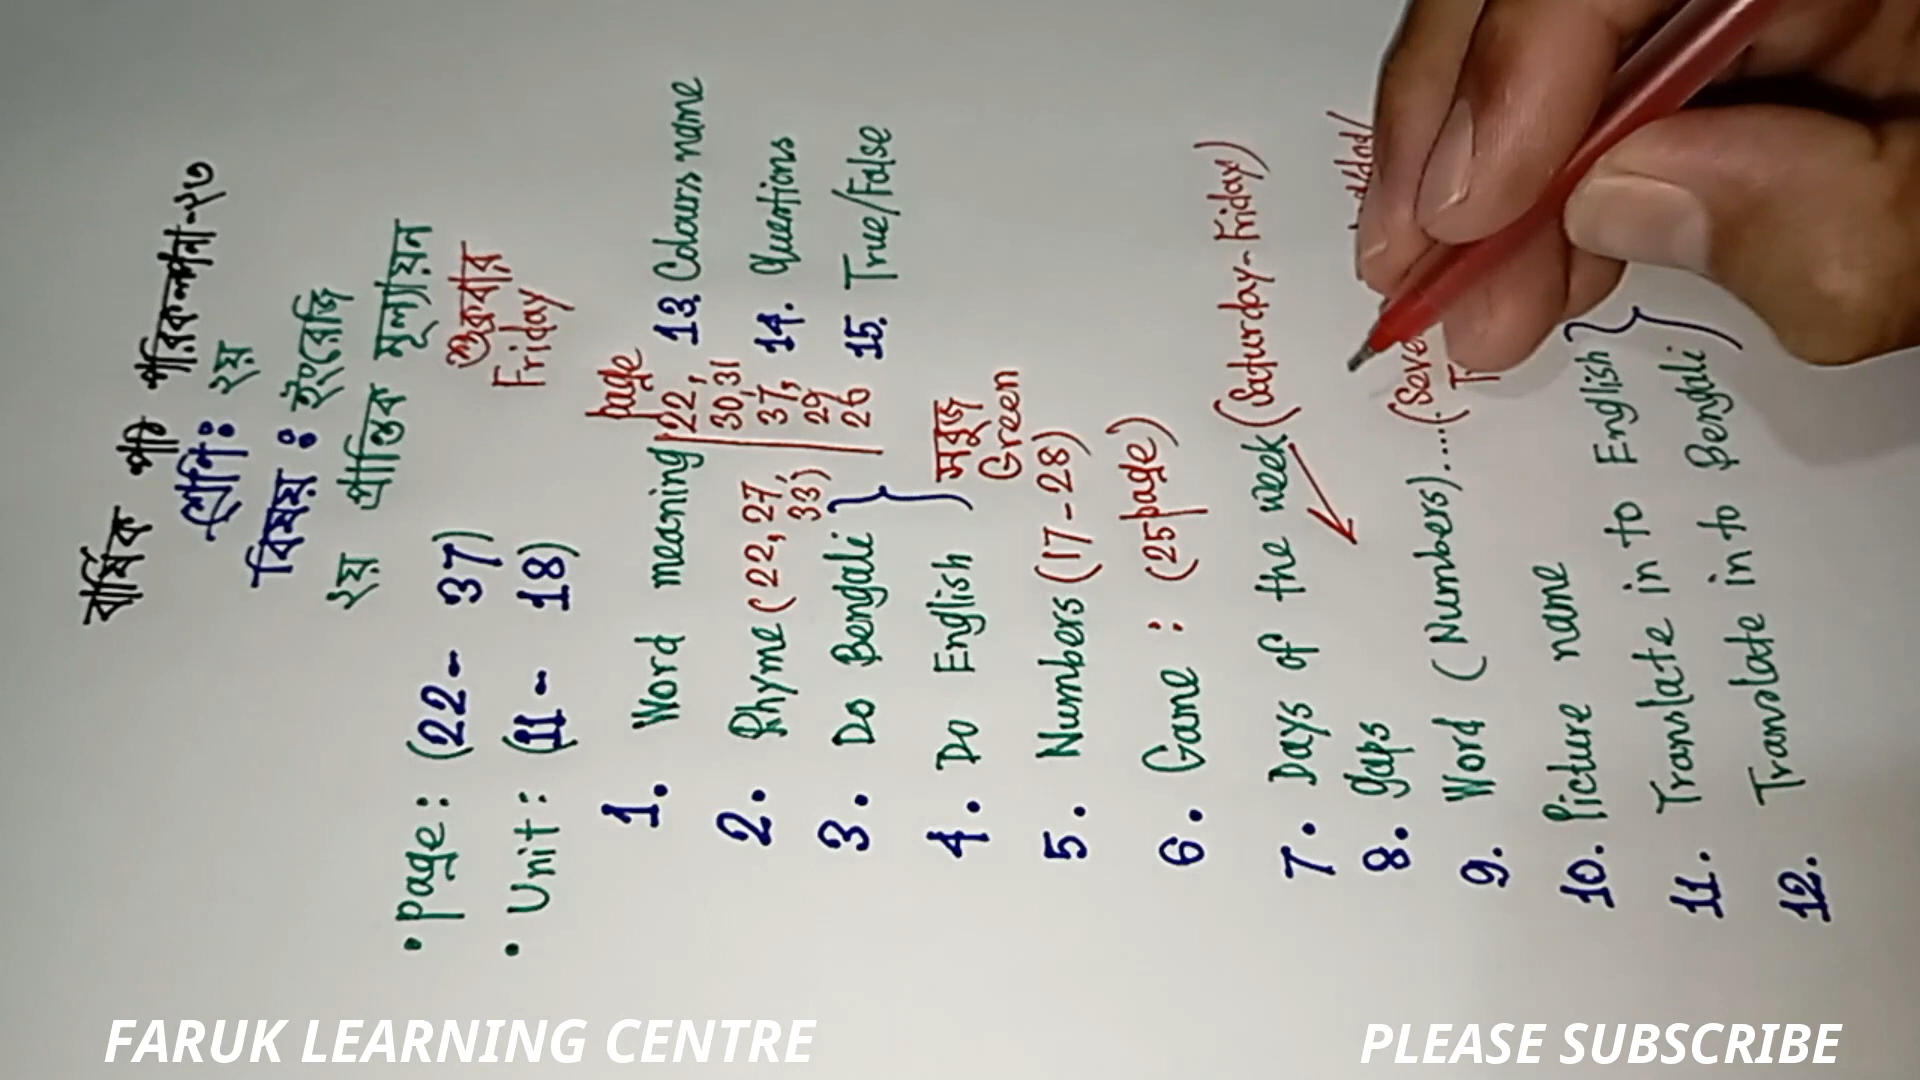 বার্ষিক পাঠ পরিকল্পনা-২৩
শ্রেণি: ২য়
বিষয়: ইংরেজি
২য় প্রান্তিক মূল্যায়ন
• Page: (22 - 37)
শুক্রবার
• Unit: (11 - 18)
Friday
1. Word meaning
page
22,
30,31
37,
29
26
2. Rhyme (22, 27,
33)
3. Do Bengali
4. Do English
সবুজ
Green
5. Numbers (17-28)
6. Game : (25 page)
7. Days of the week (Saturday-Friday)
8. Gaps
9. Word (Numbers)....
10. Picture name
11. Translate in to English
12. Translate in to Bengali
13. Colours name
14. Questions
15. True/False
FARUK LEARNING CENTRE
PLEASE SUBSCRIBE